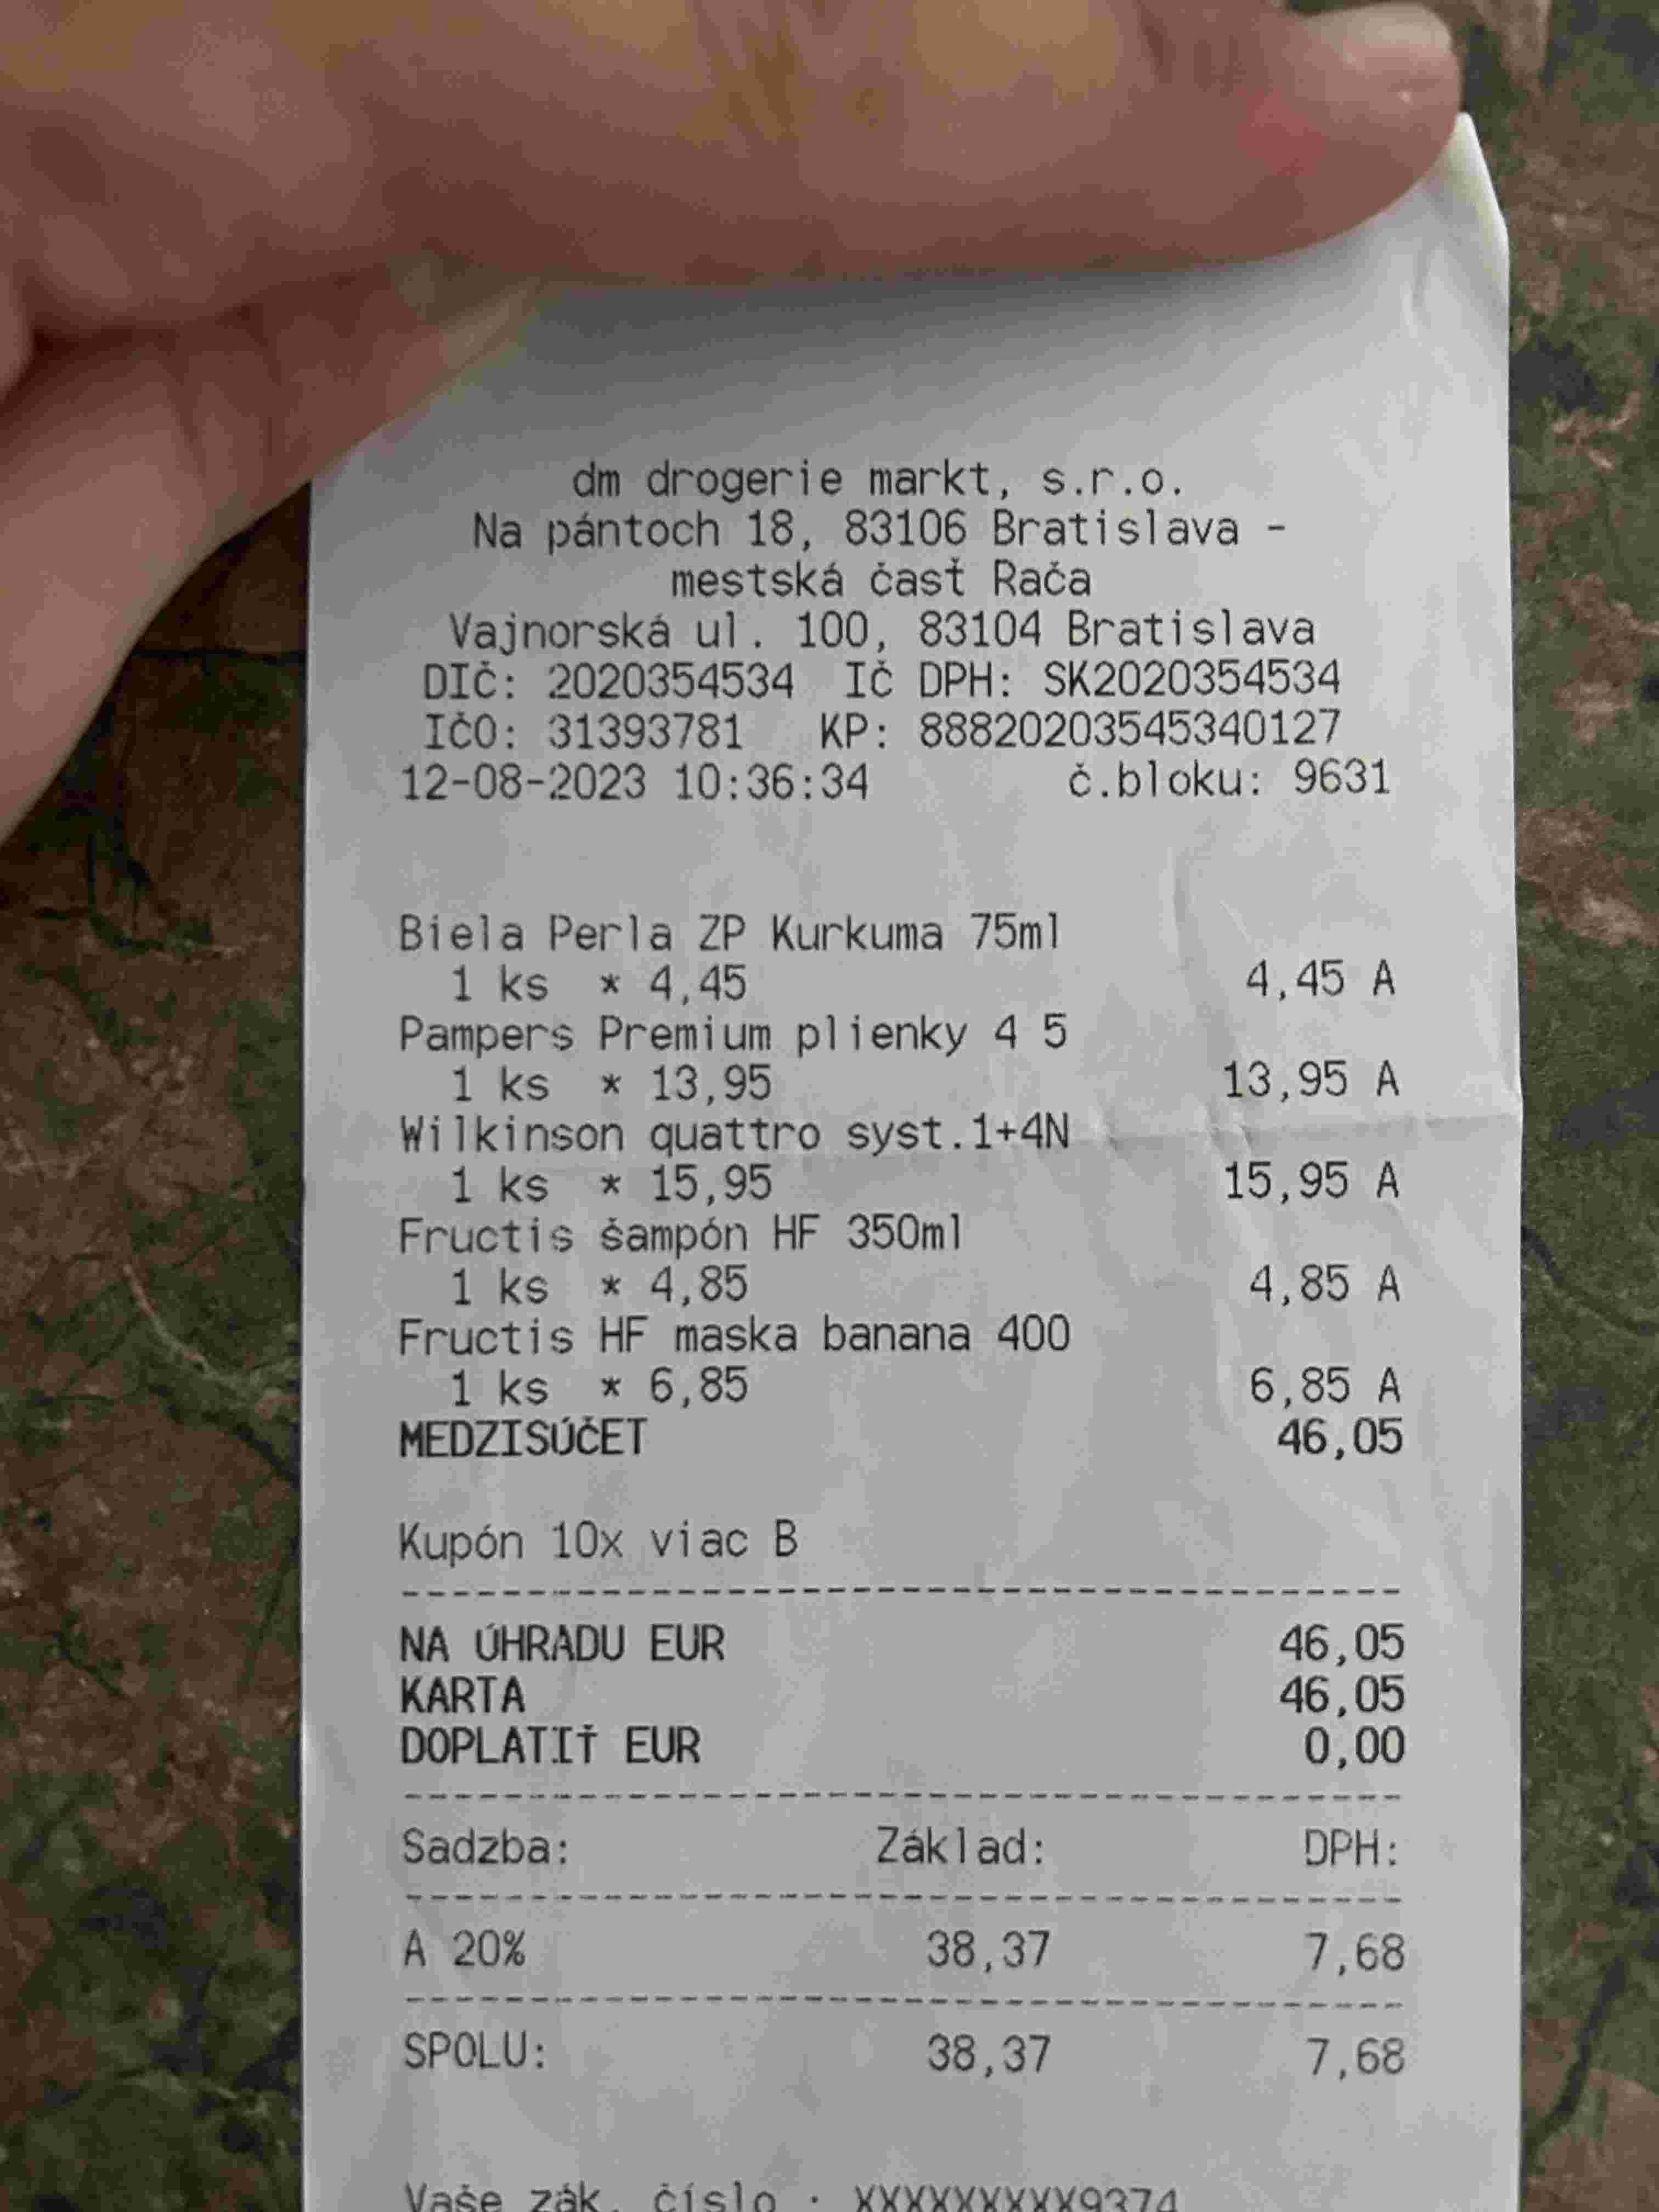 dm drogerie markt, s.r.o.
Na pántoch 18, 83106 Bratislava -
mestská časť Rača
Vajnorská ul. 100, 83104 Bratislava
DIČ: 2020354534 IČ DPH: SK2020354534
IČO: 31393781 KP: 88820203545340127
12-08-2023 10:36:34 č.bloku: 9631
Biela Perla ZP Kurkuma 75ml
1 ks * 4,45 4,45 A
Pampers Premium plienky 4 5
1 ks * 13,95 13,95 A
Wilkinson quattro syst.1+4N
1 ks * 15,95 15,95 A
Fructis šampón HF 350ml
1 ks * 4,85 4,85 A
Fructis HF maska banana 400
1 ks * 6,85 6,85 A
MEDZISÚČET 46,05
Kupón 10x viac B
NA ÚHRADU EUR 46,05
KARTA 46,05
DOPLATIŤ EUR 0,00
Sadzba: Základ: DPH:
A 20% 38,37 7,68
SPOLU: 38,37 7,68
Vaše zák. číslo : XXXXXXXXX9374